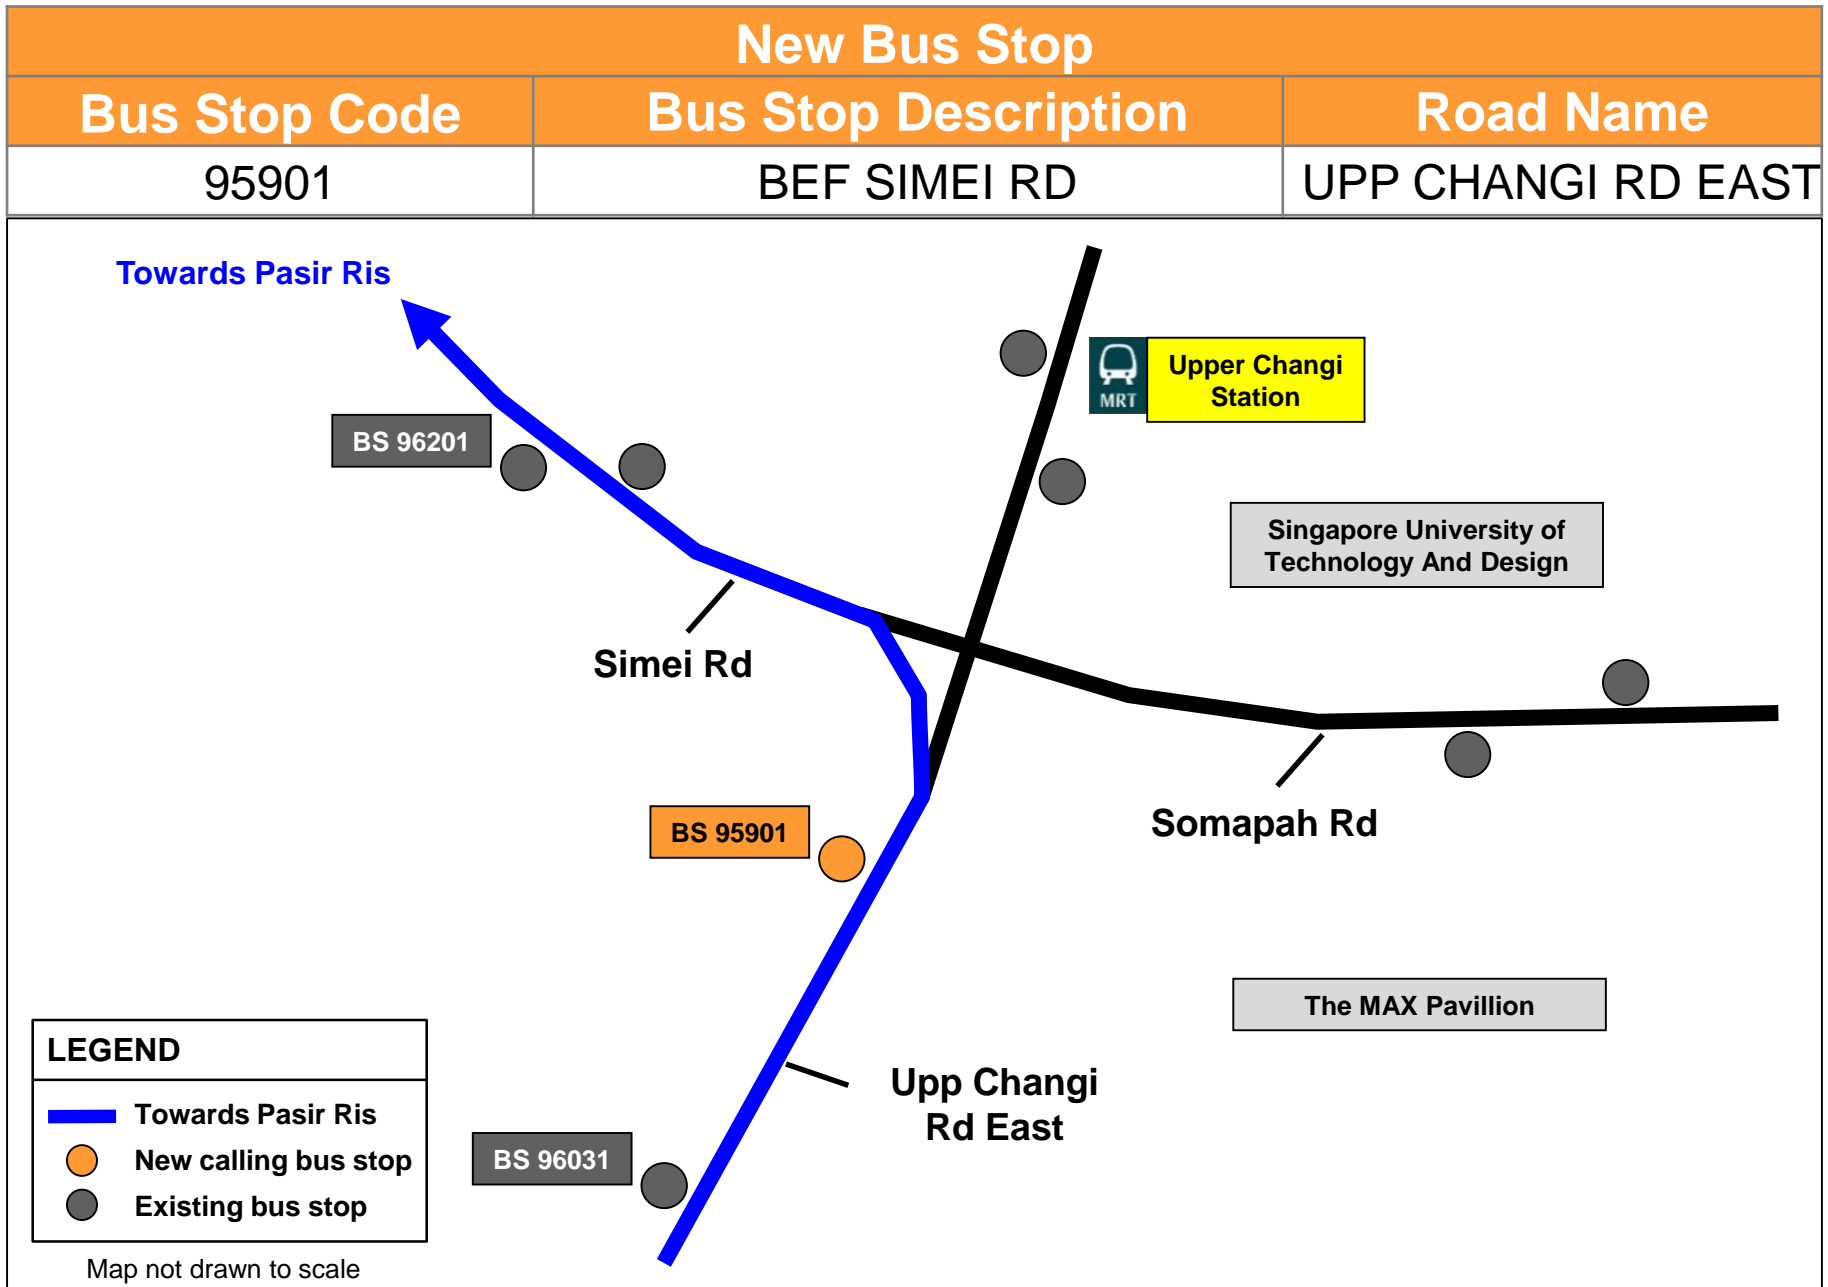 New Bus Stop
Bus Stop Code Bus Stop Description Road Name
95901 BEF SIMEI RD UPP CHANGI RD EAST
Towards Pasir Ris
MRT
Upper Changi
Station
BS 96201
Singapore University of
Technology And Design
Simei Rd
BS 95901
Somapah Rd
The MAX Pavillion
Upp Changi
Rd East
BS 96031
LEGEND
Towards Pasir Ris
New calling bus stop
Existing bus stop
Map not drawn to scale